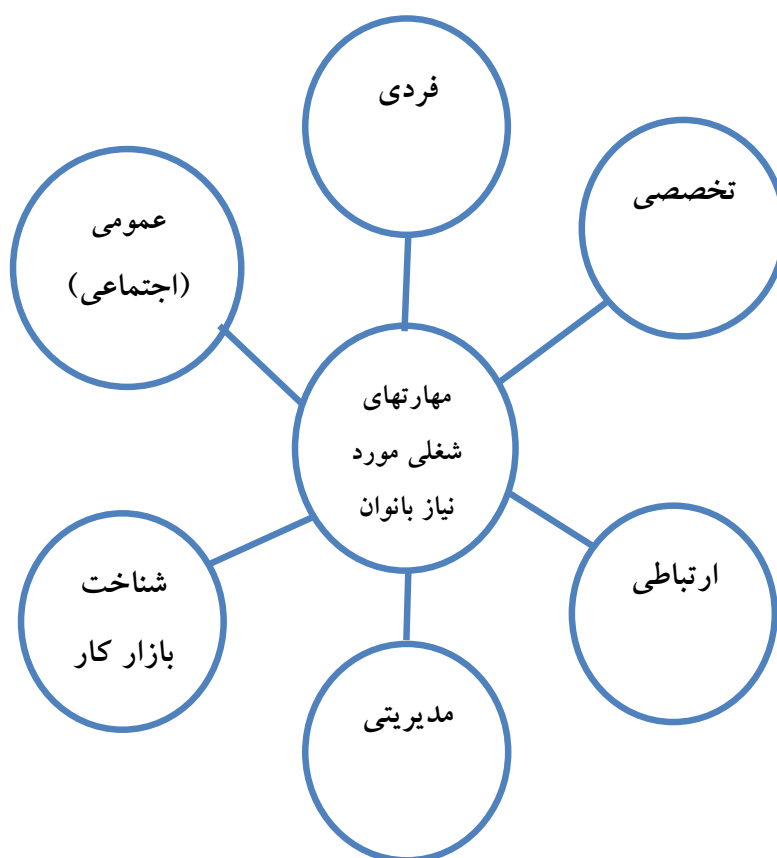 فردی
تخصصی
عمومی
(اجتماعی)
مهارتهای
شغلی مورد
نیاز بانوان
شناخت
بازار کار
ارتباطی
مدیریتی